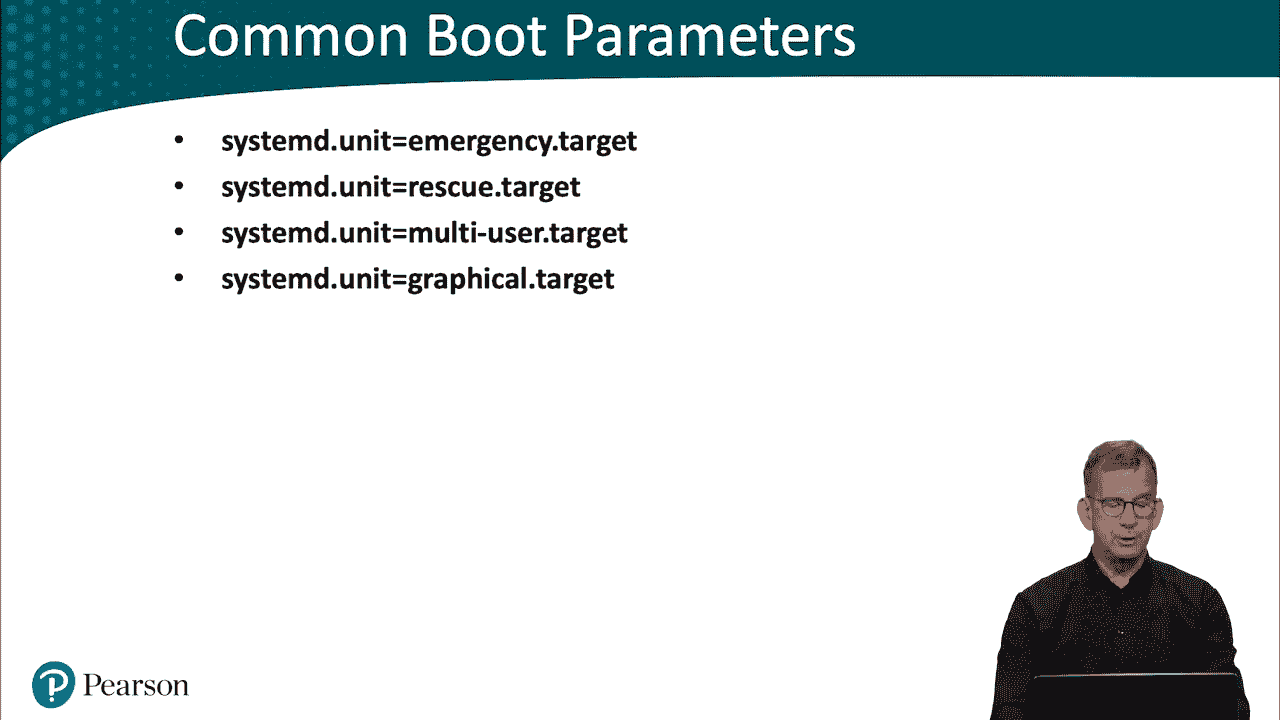 Common Boot Parameters
• systemd.unit=emergency.target
• systemd.unit=rescue.target
• systemd.unit=multi-user.target
• systemd.unit=graphical.target
Pearson